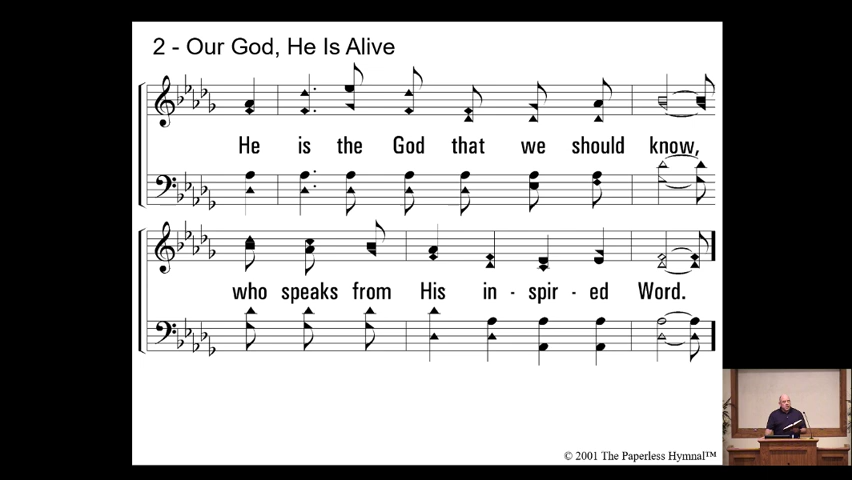 2 - Our God, He Is Alive
He is the God that we should know,
who speaks from His in - spir - ed Word.
© 2001 The Paperless Hymnal™